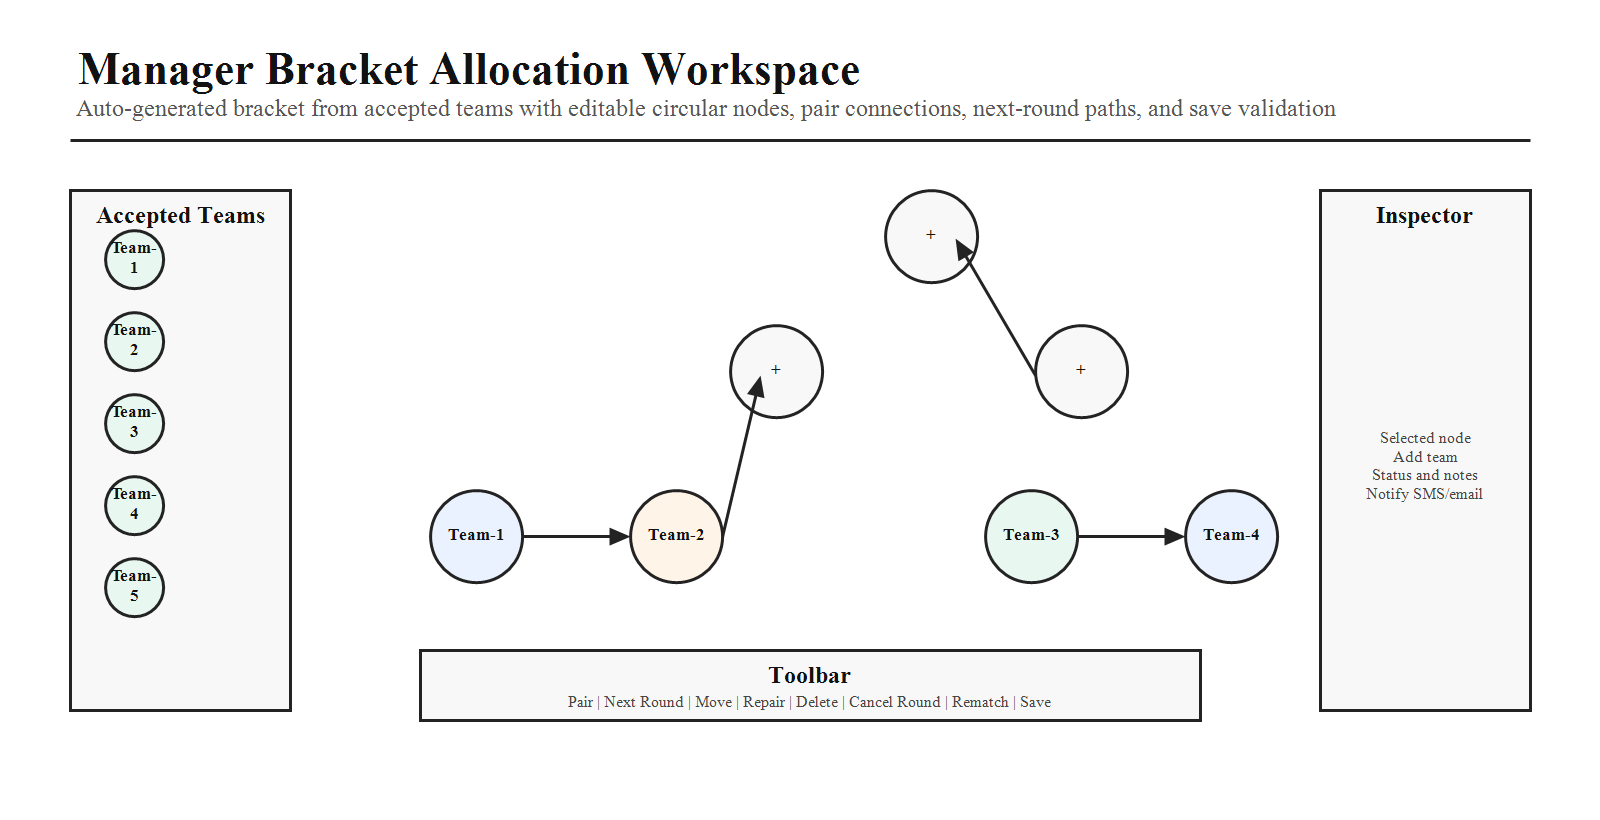 Manager Bracket Allocation Workspace
Auto-generated bracket from accepted teams with editable circular nodes, pair connections, next-round paths, and save validation
Accepted Teams
Team-
1
Team-
2
Team-
3
Team-
4
Team-
5
+
+
+
Team-1
Team-2
Team-3
Team-4
Toolbar
Pair | Next Round | Move | Repair | Delete | Cancel Round | Rematch | Save
Inspector
Selected node
Add team
Status and notes
Notify SMS/email